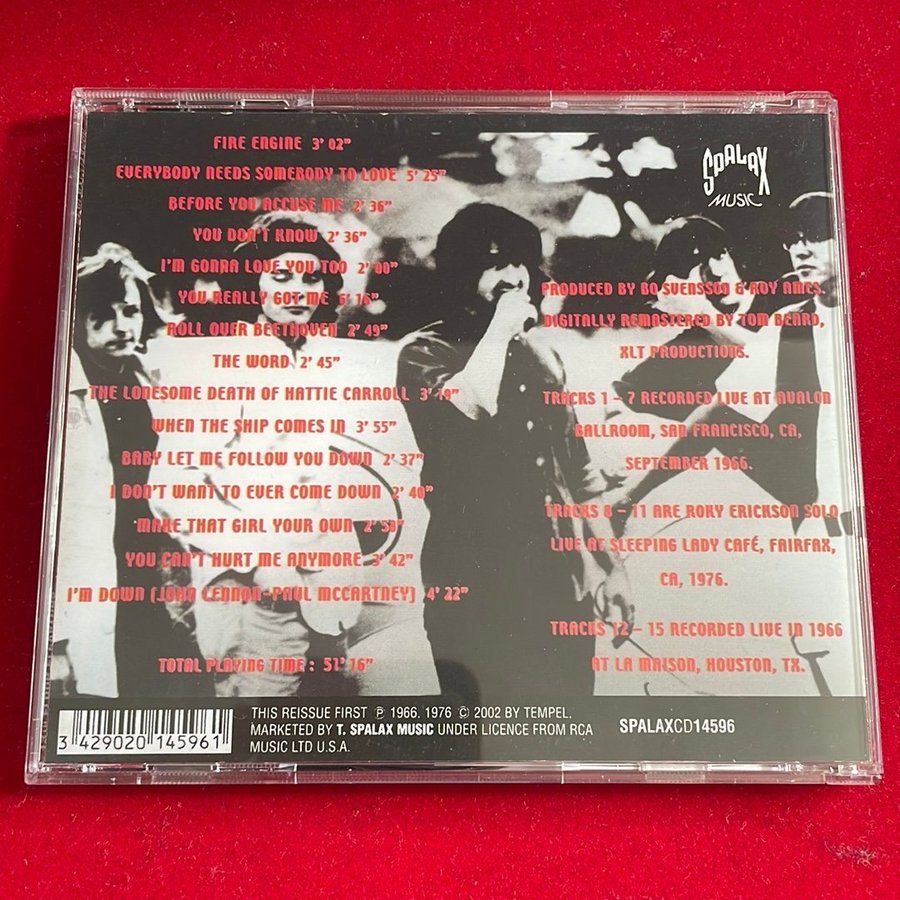 FIRE ENGINE 3' 02"
EVERYBODY NEEDS SOMEBODY TO LOVE 5' 25"
BEFORE YOU ACCUSE ME 2' 36"
YOU DON'T KNOW 2' 36"
I'M GONNA LOVE YOU TOO 2' 00"
YOU REALLY GOT ME 6' 16"
ROLL OVER BEETHOVEN 2' 49"
THE WORD 2' 45"
THE LONESOME DEATH OF HATTIE CARROLL 3' 19"
WHEN THE SHIP COMES IN 3' 55"
BABY LET ME FOLLOW YOU DOWN 2' 37"
I DON'T WANT TO EVER COME DOWN 2' 40"
MAKE THAT GIRL YOUR OWN
YOU CAN'T HURT ME ANYMORE 3' 42"
I'M DOWN (JOHN LENNON-PAUL MCCARTNEY) 4' 22"
TOTAL PLAYING TIME : 51' 16"
SPALAX
MUSIC
PRODUCED BY BO SVENSSON & ROY AMES.
DIGITALLY REMASTERED BY TOM BEARD,
XLT PRODUCTIONS.
TRACKS 1 - 7 RECORDED LIVE AT AVALON
BALLROOM, SAN FRANCISCO, CA,
SEPTEMBER 1966.
TRACKS 8 - 11 ARE ROKY ERICKSON SOLO
LIVE AT SLEEPING LADY CAFÉ, FAIRFAX,
CA, 1976.
TRACKS 12 - 15 RECORDED LIVE IN 1966
AT LA MAISON, HOUSTON, TX.
3 429020 145961
THIS REISSUE FIRST ℗ 1966. 1976 © 2002 BY TEMPEL.
MARKETED BY T. SPALAX MUSIC UNDER LICENCE FROM RCA
MUSIC LTD U.S.A.
SPALAXCD14596